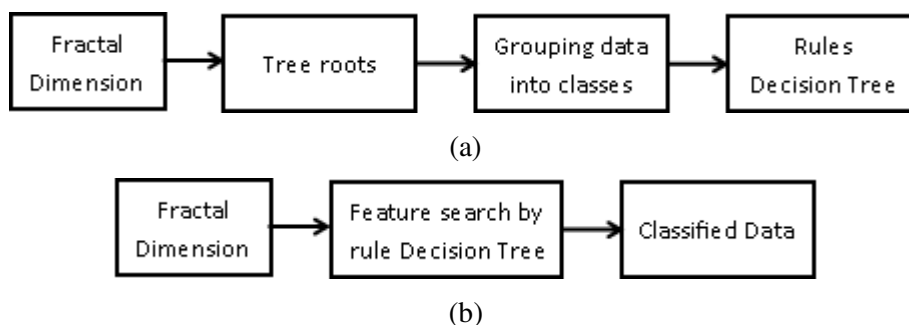 Fractal
Dimension
Tree roots
Grouping data
into classes
Rules
Decision Tree
(a)
Fractal
Dimension
Feature search by
rule Decision Tree
Classified Data
(b)